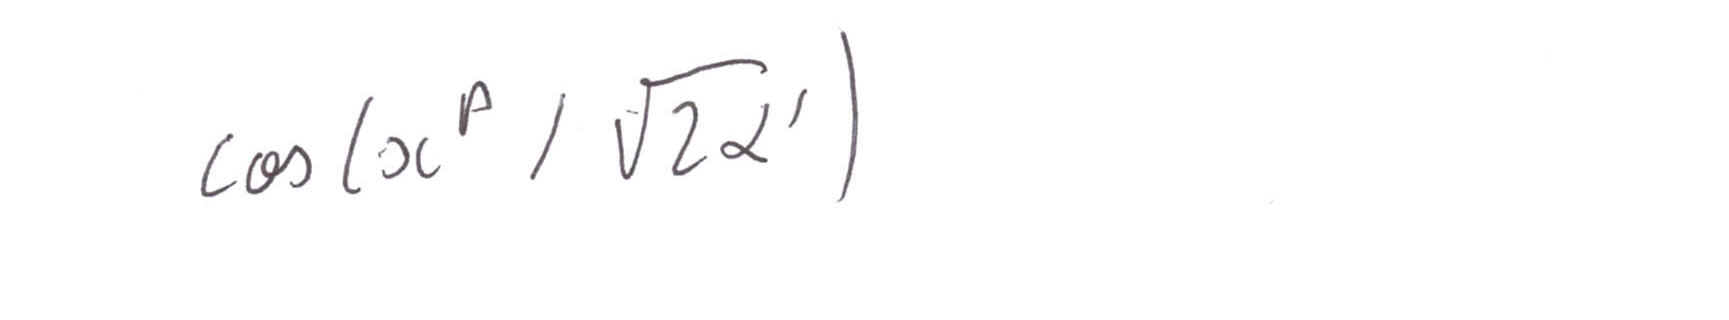 cos(x^p / √2α')